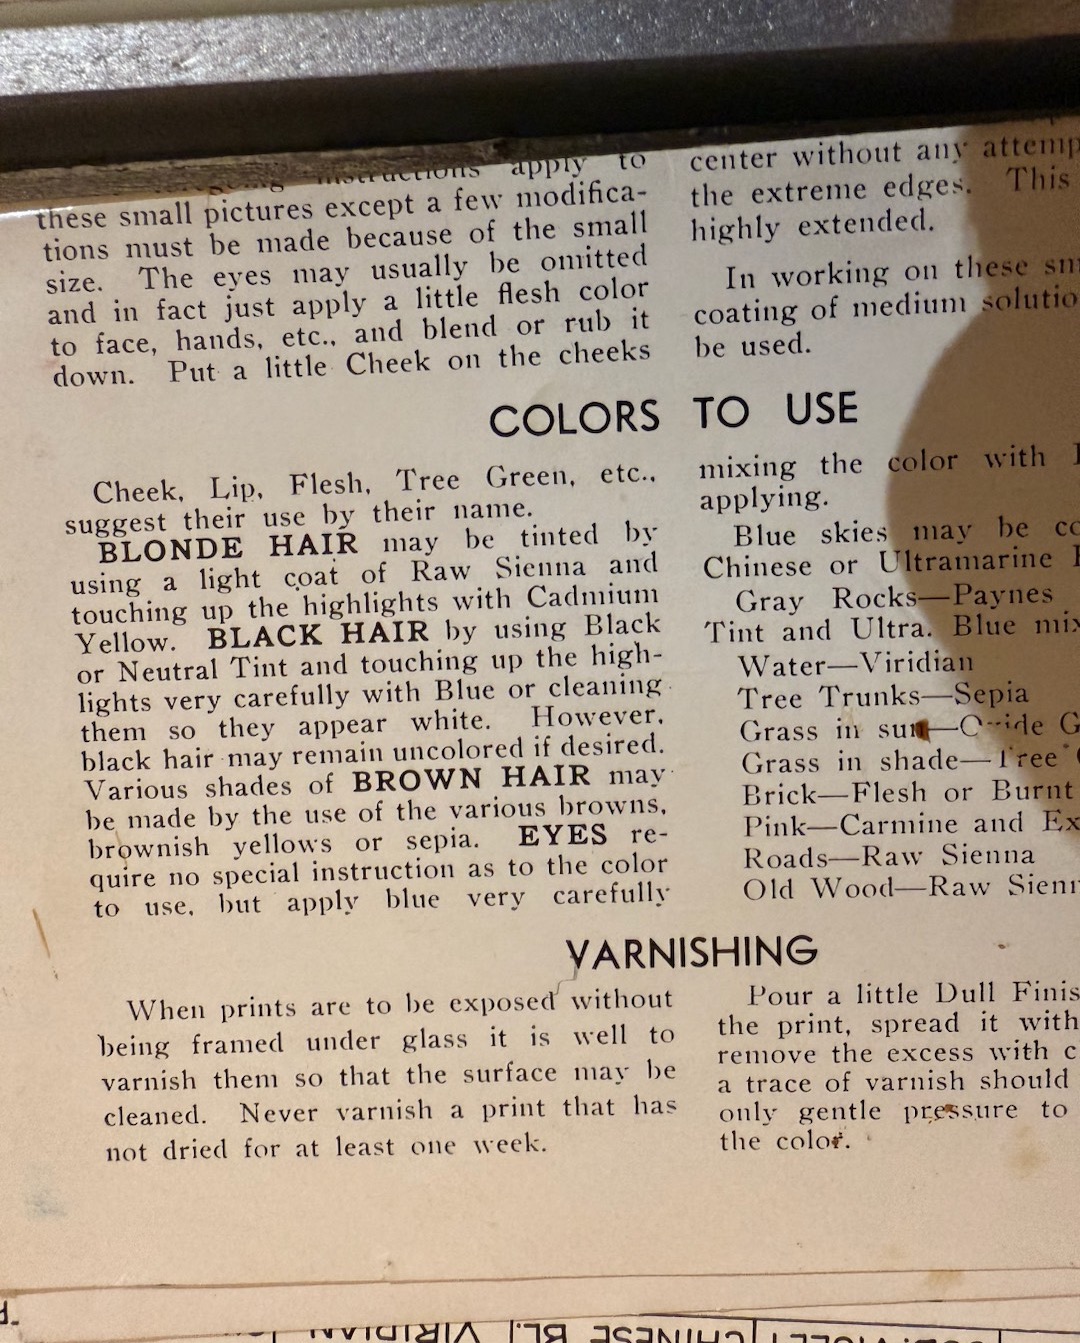 instructions apply to
these small pictures except a few modifica-
tions must be made because of the small
size. The eyes may usually be omitted
and in fact just apply a little flesh color
to face, hands, etc., and blend or rub it
down. Put a little Cheek on the cheeks
center without any
the extreme edges. This
highly extended.
In working on these
coating of medium
be used.
COLORS TO USE
Cheek, Lip, Flesh, Tree Green, etc.,
suggest their use by their name.
BLONDE HAIR may be tinted by
using a light coat of Raw Sienna and
touching up the highlights with Cadmium
Yellow. BLACK HAIR by using Black
or Neutral Tint and touching up the high-
lights very carefully with Blue or cleaning
them so they appear white. However,
black hair may remain uncolored if desired.
Various shades of BROWN HAIR may
be made by the use of the various browns,
brownish yellows or sepia. EYES re-
quire no special instruction as to the color
to use, but apply blue very carefully
mixing the color with
applying.
Blue skies may be
Chinese or Ultramarine
Gray Rocks—Paynes
Tint and Ultra. Blue
Water—Viridian
Tree Trunks—Sepia
Grass in sun—
Grass in shade—Tree
Brick—Flesh or Burnt
Pink—Carmine and
Roads—Raw Sienna
Old Wood—Raw
VARNISHING
When prints are to be exposed without
being framed under glass it is well to
varnish them so that the surface may be
cleaned. Never varnish a print that has
not dried for at least one week.
Pour a little Dull
the print, spread it with
remove the excess with
a trace of varnish should
only gentle pressure to
the color.
VIRIDIAN CHINESE BL.